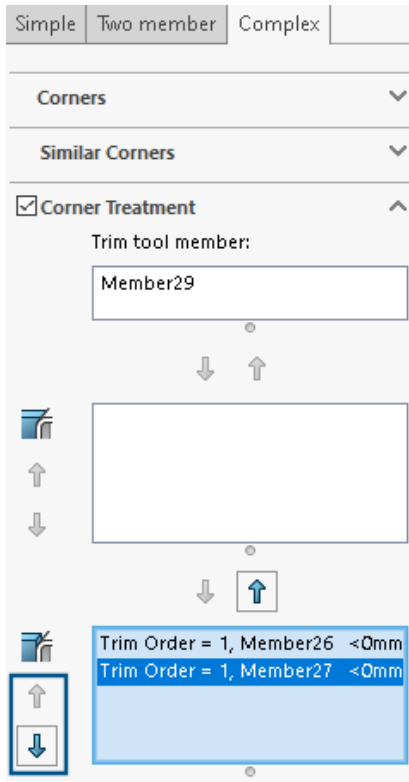 Simple Two member Complex
Corners
Similar Corners
Corner Treatment
Trim tool member:
Member29
Trim Order = 1, Member26 <0mm
Trim Order = 1, Member27 <0mm